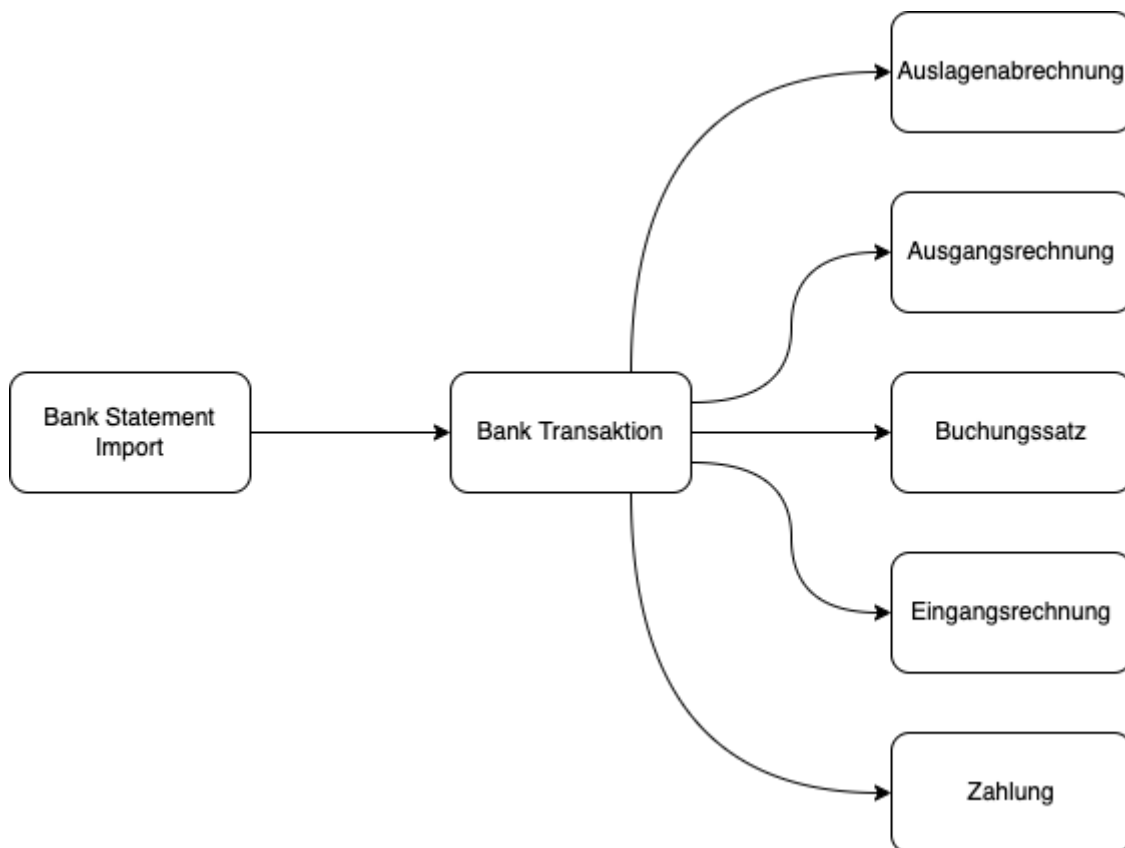 Auslagenabrechnung
Ausgangsrechnung
Bank Statement
Import
Bank Transaktion
Buchungssatz
Eingangsrechnung
Zahlung